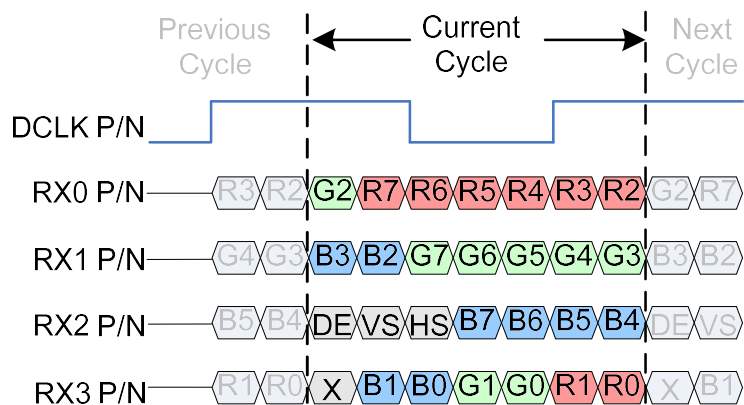 Previous Cycle Current Cycle Next Cycle
DCLK P/N
RX0 P/N R3 R2 G2 R7 R6 R5 R4 R3 R2 G2 R7
RX1 P/N G4 G3 B3 B2 G7 G6 G5 G4 G3 B3 B2
RX2 P/N B5 B4 DE VS HS B7 B6 B5 B4 DE VS
RX3 P/N R1 R0 X B1 B0 G1 G0 R1 R0 X B1